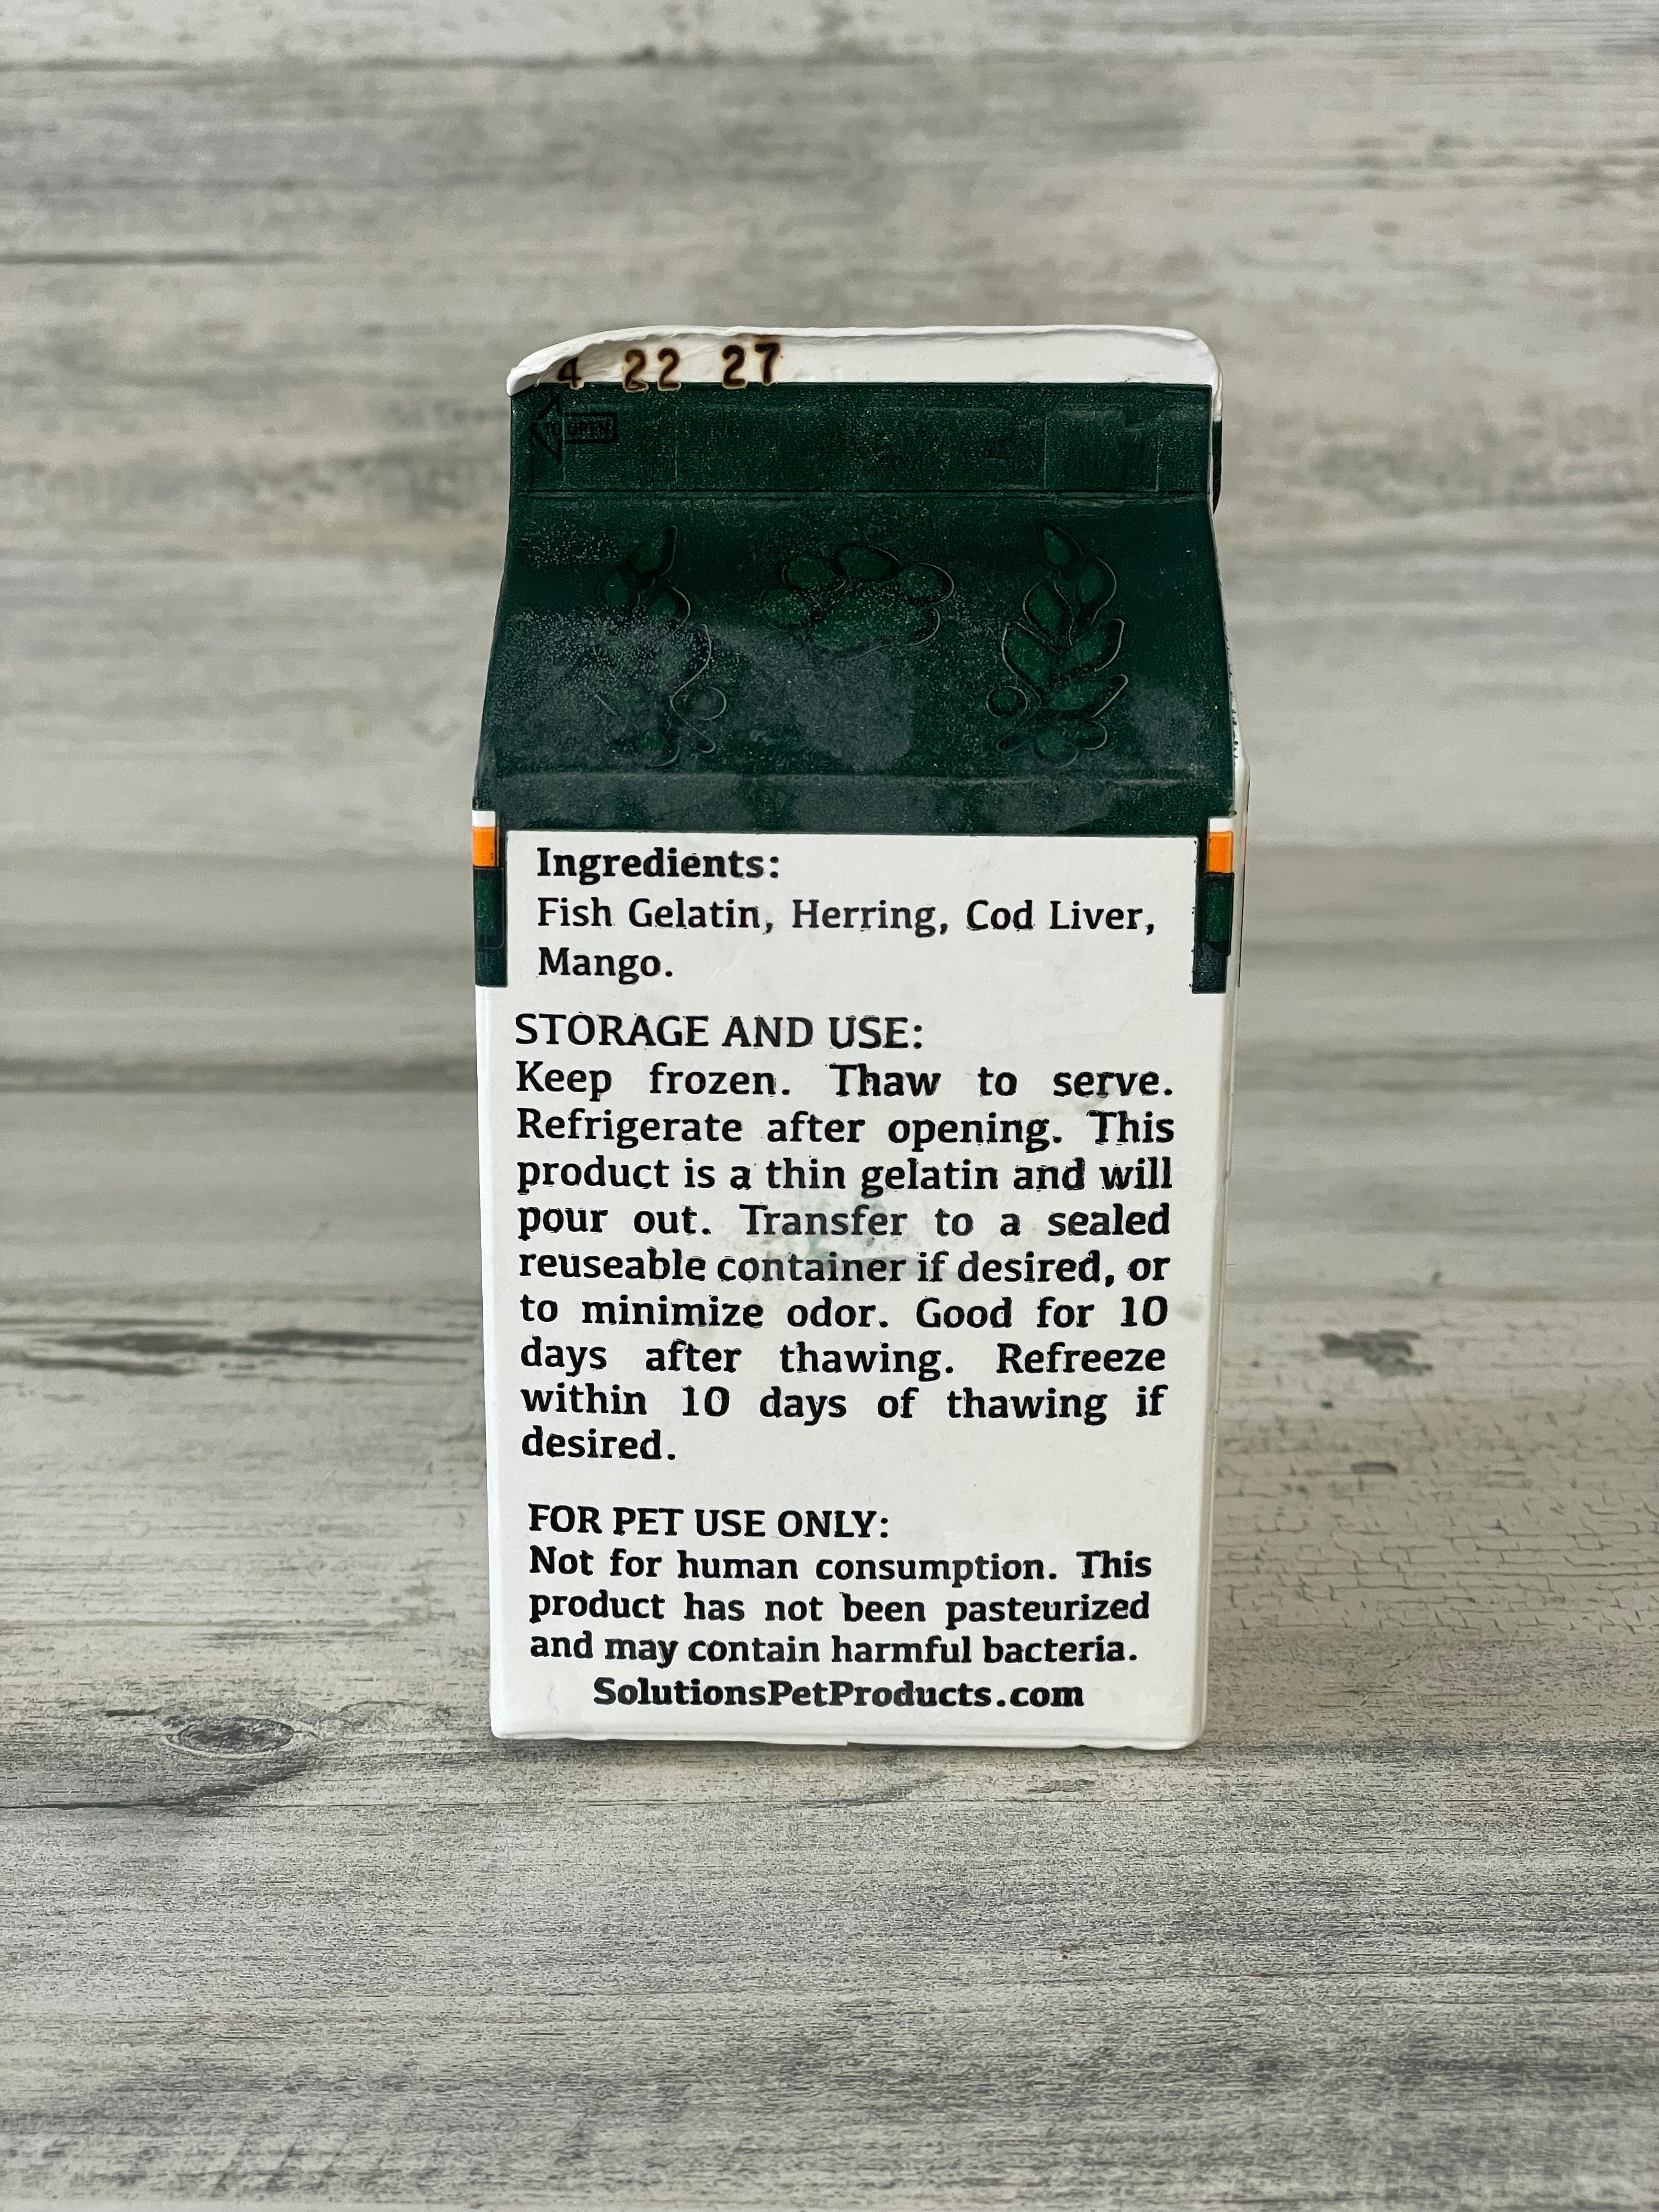 4 22 27
TO OPEN
Ingredients:
Fish Gelatin, Herring, Cod Liver,
Mango.
STORAGE AND USE:
Keep frozen. Thaw to serve.
Refrigerate after opening. This
product is a thin gelatin and will
pour out. Transfer to a sealed
reuseable container if desired, or
to minimize odor. Good for 10
days after thawing. Refreeze
within 10 days of thawing if
desired.
FOR PET USE ONLY:
Not for human consumption. This
product has not been pasteurized
and may contain harmful bacteria.
SolutionsPetProducts.com